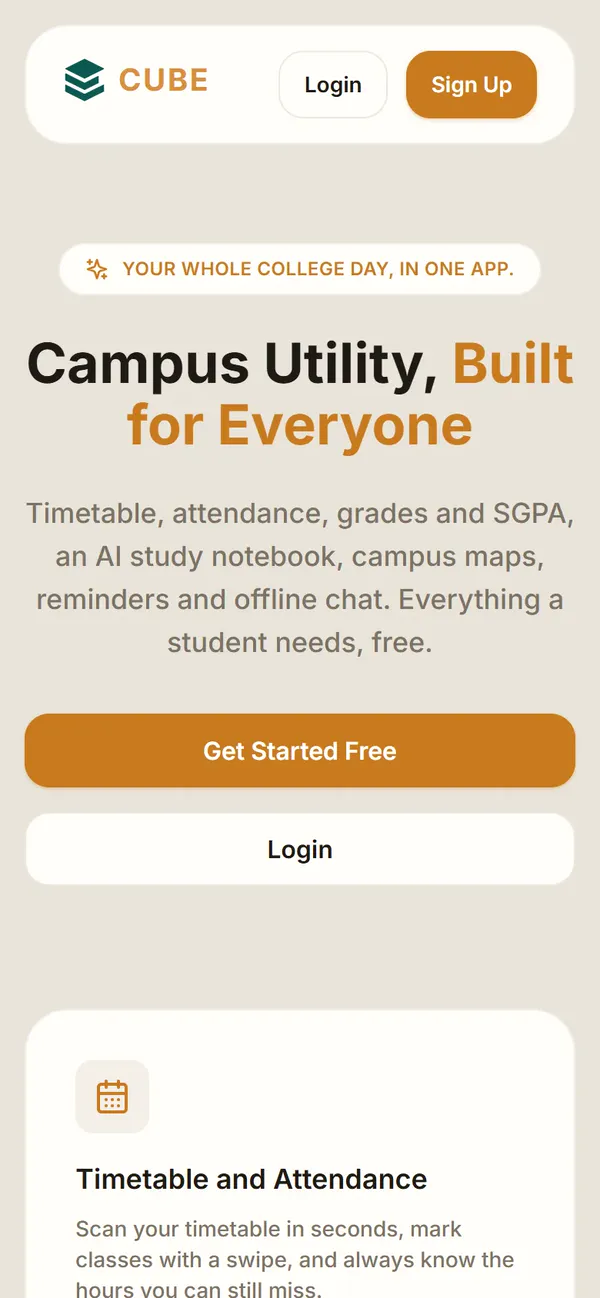 CUBE
Login
Sign Up
YOUR WHOLE COLLEGE DAY, IN ONE APP.
Campus Utility, Built
for Everyone
Timetable, attendance, grades and SGPA,
an AI study notebook, campus maps,
reminders and offline chat. Everything a
student needs, free.
Get Started Free
Login
Timetable and Attendance
Scan your timetable in seconds, mark
classes with a swipe, and always know the
hours you can still miss.